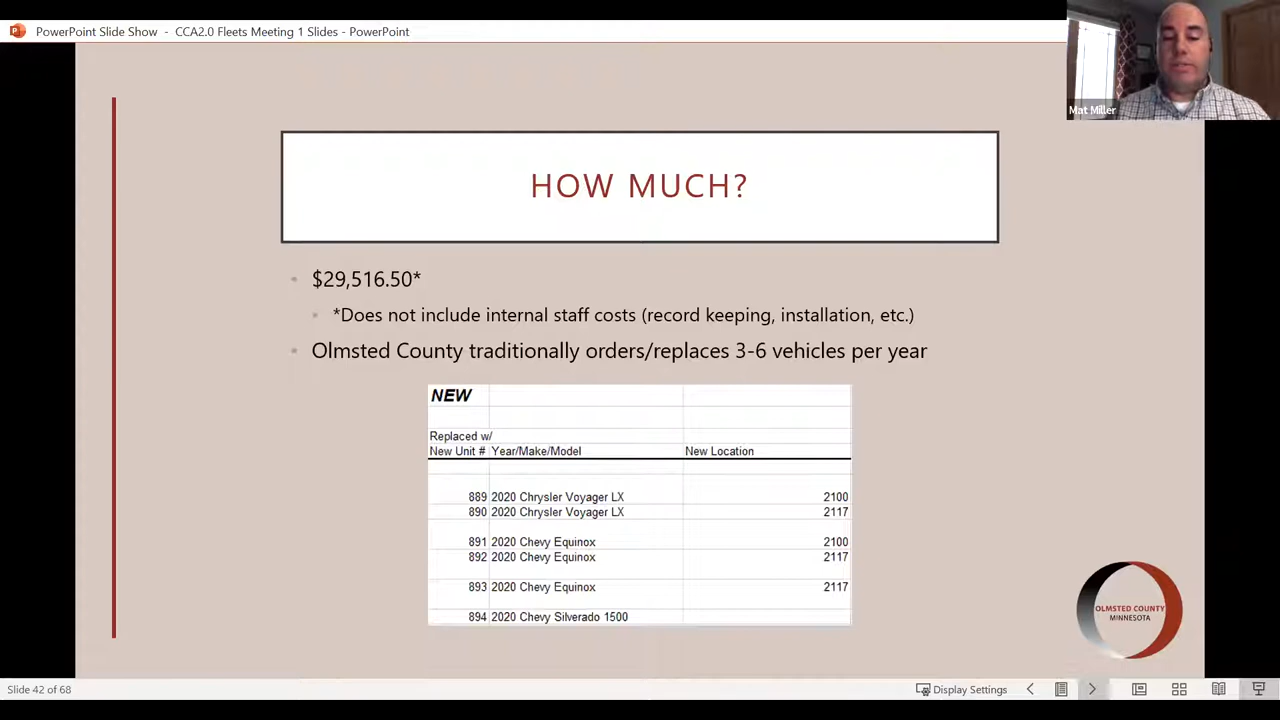 PowerPoint Slide Show - CCA2.0 Fleets Meeting 1 Slides - PowerPoint
Mat Miller
HOW MUCH?
$29,516.50*
*Does not include internal staff costs (record keeping, installation, etc.)
Olmsted County traditionally orders/replaces 3-6 vehicles per year
NEW
Replaced w/
New Unit # Year/Make/Model New Location
889 2020 Chrysler Voyager LX 2100
890 2020 Chrysler Voyager LX 2117
891 2020 Chevy Equinox 2100
892 2020 Chevy Equinox 2117
893 2020 Chevy Equinox 2117
894 2020 Chevy Silverado 1500
OLMSTED COUNTY
MINNESOTA
Slide 42 of 68
Display Settings